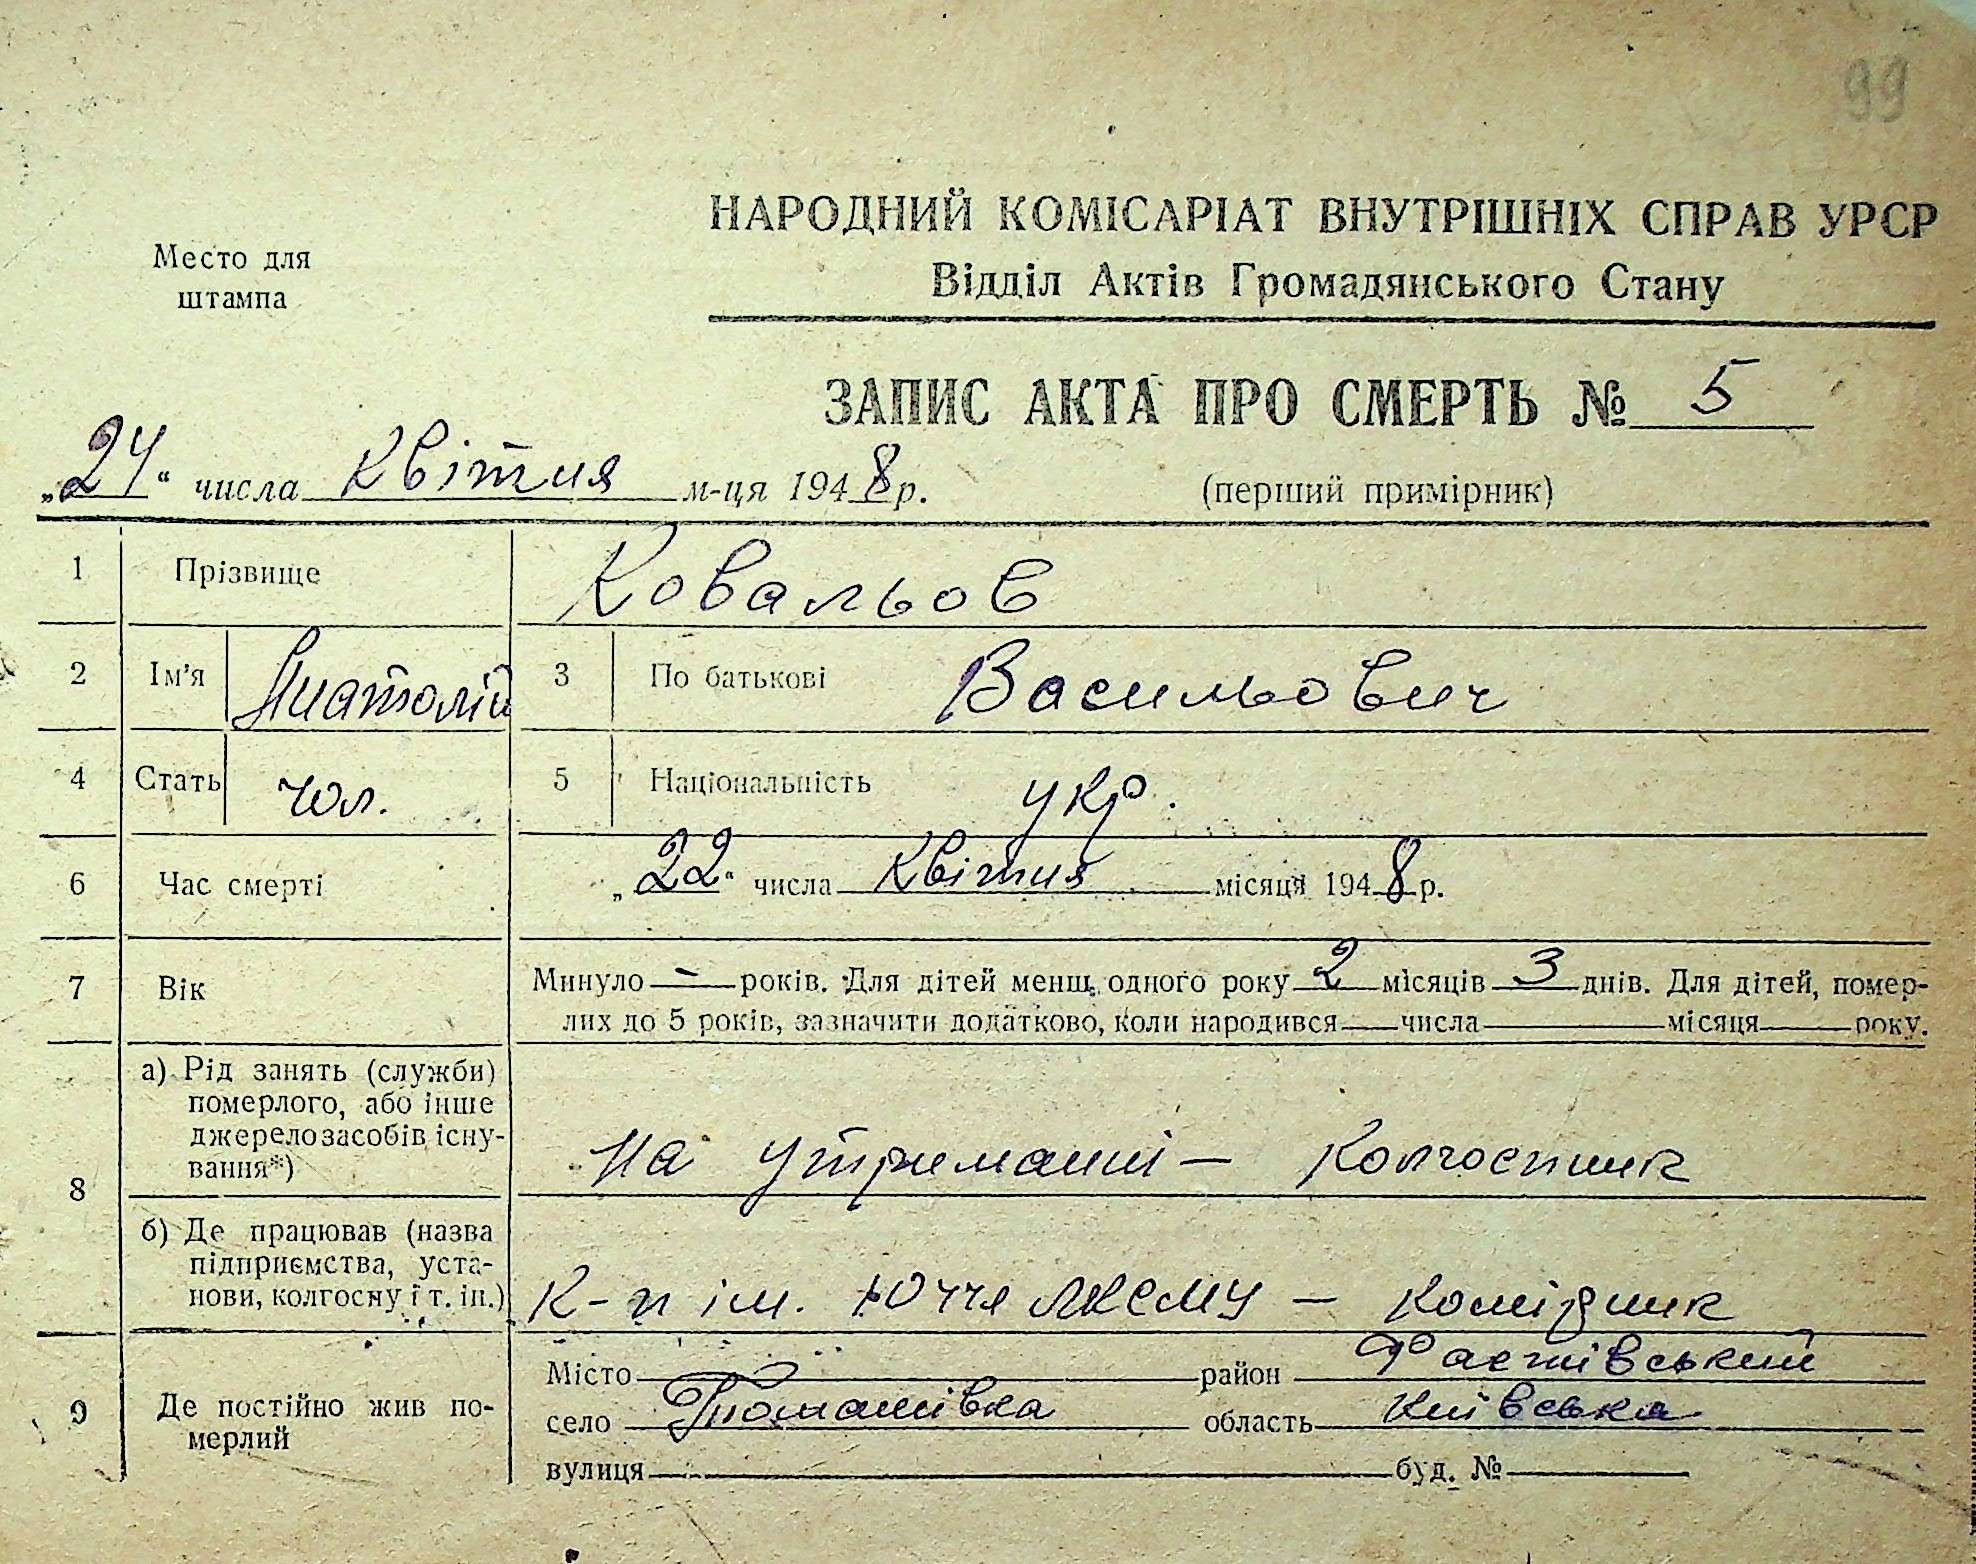 99
НАРОДНИЙ КОМІСАРІАТ ВНУТРІШНІХ СПРАВ УРСР
Место для
штампа
Відділ Актів Громадянського Стану
ЗАПИС АКТА ПРО СМЕРТЬ № 5
„24“ числа квітня м-ця 1948 р.
(перший примірник)
1 Прізвище Ковальов
2 Ім'я Анатолій 3 По батькові Васильович
4 Стать чол. 5 Національність укр.
6 Час смерті „22“ числа квітня місяця 1948 р.
7 Вік Минуло - років. Для дітей менш одного року 2 місяців 3 днів. Для дітей, помер-
лих до 5 років, зазначити додатково, коли народився числа місяця року.
8 а) Рід занять (служби)
померлого, або інше
джерело засобів існу-
вання*)
на утриманні – колгоспник
б) Де працював (назва
підприємства, уста-
нови, колгоспу і т. ін.)
К-п ім. 10ччя ЛКСМУ –
9 Де постійно жив по-
мерлий
Місто район Фастівський
село Томашівка область Київська
вулиця буд. №